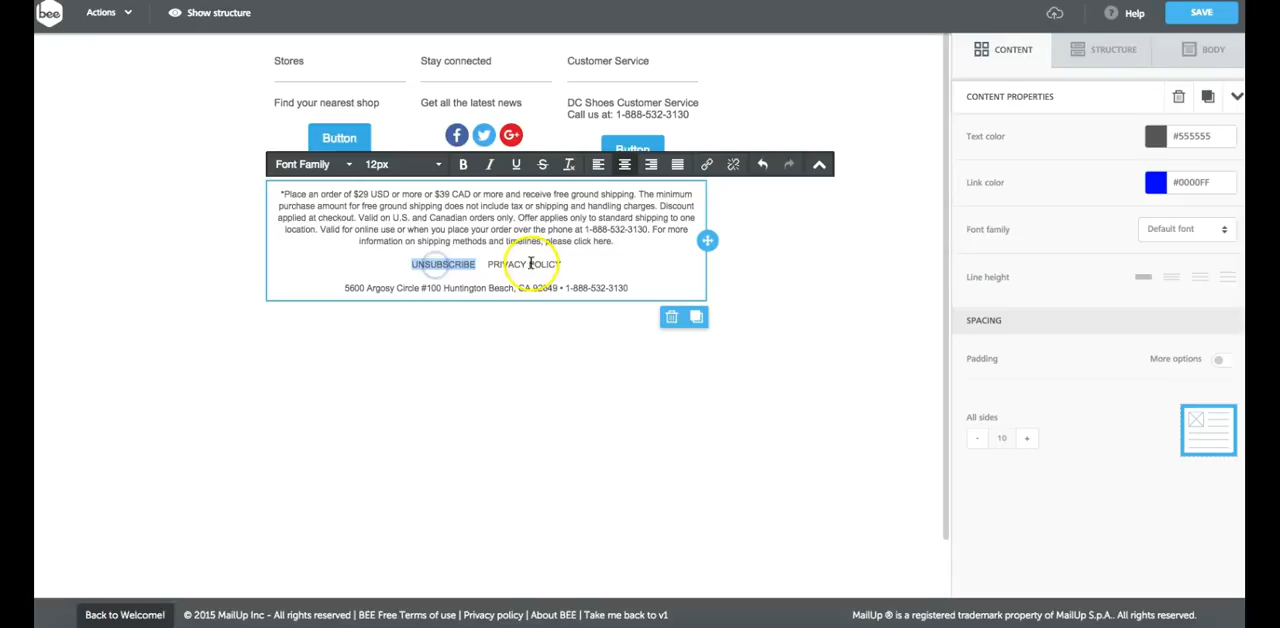 bee
Actions
Show structure
Help
SAVE
Stores
Stay connected
Customer Service
Find your nearest shop
Get all the latest news
DC Shoes Customer Service
Call us at: 1-888-532-3130
Button
Button
Font Family
12px
B
I
U
S
*Place an order of $29 USD or more or $39 CAD or more and receive free ground shipping. The minimum
purchase amount for free ground shipping does not include tax or shipping and handling charges. Discount
applied at checkout. Valid on U.S. and Canadian orders only. Offer applies only to standard shipping to one
location. Valid for online use or when you place your order over the phone at 1-888-532-3130. For more
information on shipping methods and timelines, please click here.
UNSUBSCRIBE PRIVACY POLICY
5600 Argosy Circle #100 Huntington Beach, CA 92649 • 1-888-532-3130
CONTENT
STRUCTURE
BODY
CONTENT PROPERTIES
Text color
#555555
Link color
#0000FF
Font family
Default font
Line height
SPACING
Padding
More options
All sides
- 10 +
Back to Welcome!
© 2015 MailUp Inc - All rights reserved | BEE Free Terms of use | Privacy policy | About BEE | Take me back to v1
MailUp ® is a registered trademark property of MailUp S.p.A.. All rights reserved.